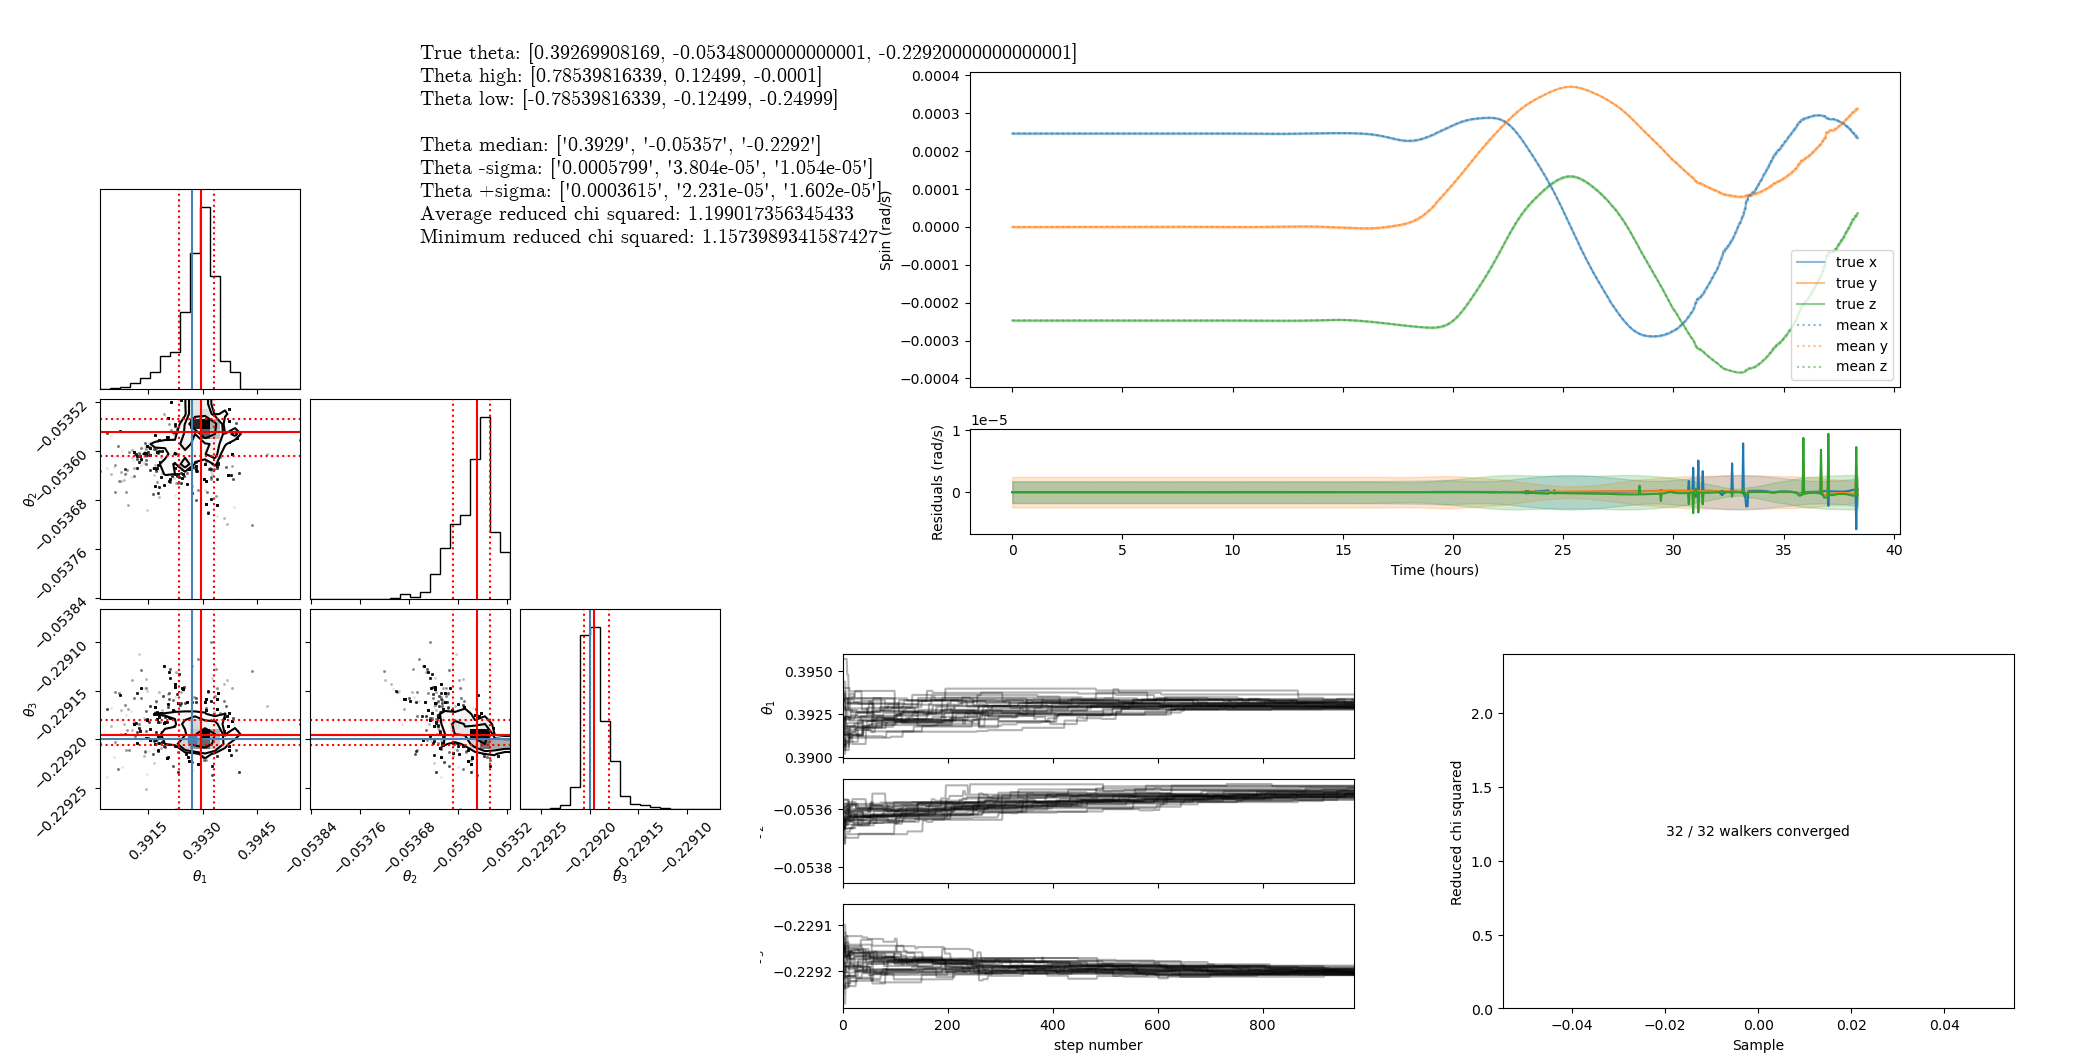 True theta: [0.39269908169, -0.05348000000000001, -0.22920000000000001]
Theta high: [0.78539816339, 0.12499, -0.0001]
Theta low: [-0.78539816339, -0.12499, -0.24999]
Theta median: ['0.3929', '-0.05357', '-0.2292']
Theta -sigma: ['0.0005799', '3.804e-05', '1.054e-05']
Theta +sigma: ['0.0003615', '2.231e-05', '1.602e-05']
Average reduced chi squared: 1.199017356345433
Minimum reduced chi squared: 1.1573989341587427
0.0004
0.0003
0.0002
0.0001
0.0000
−0.0001
−0.0002
−0.0003
−0.0004
Spin (rad/s)
true x
true y
true z
mean x
mean y
mean z
1e−5
1
0
Residuals (rad/s)
0 5 10 15 20 25 30 35 40
Time (hours)
−0.05352
−0.05360
−0.05368
−0.05376
−0.05384
θ2
−0.22910
−0.22915
−0.22920
−0.22925
θ3
0.3915 0.3930 0.3945
θ1
−0.05384 −0.05376 −0.05368 −0.05360 −0.05352
θ2
−0.22925 −0.22920 −0.22915 −0.22910
θ3
0.3950
0.3925
0.3900
θ1
−0.0536
−0.0538
−0.2291
−0.2292
0 200 400 600 800
step number
2.0
1.5
1.0
0.5
0.0
Reduced chi squared
32 / 32 walkers converged
−0.04 −0.02 0.00 0.02 0.04
Sample